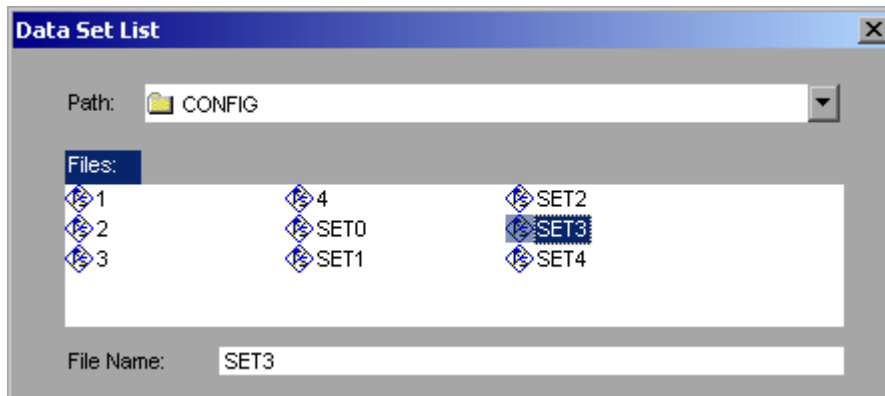 Data Set List
Path: CONFIG
Files:
1 4 SET2
2 SET0 SET3
3 SET1 SET4
File Name: SET3